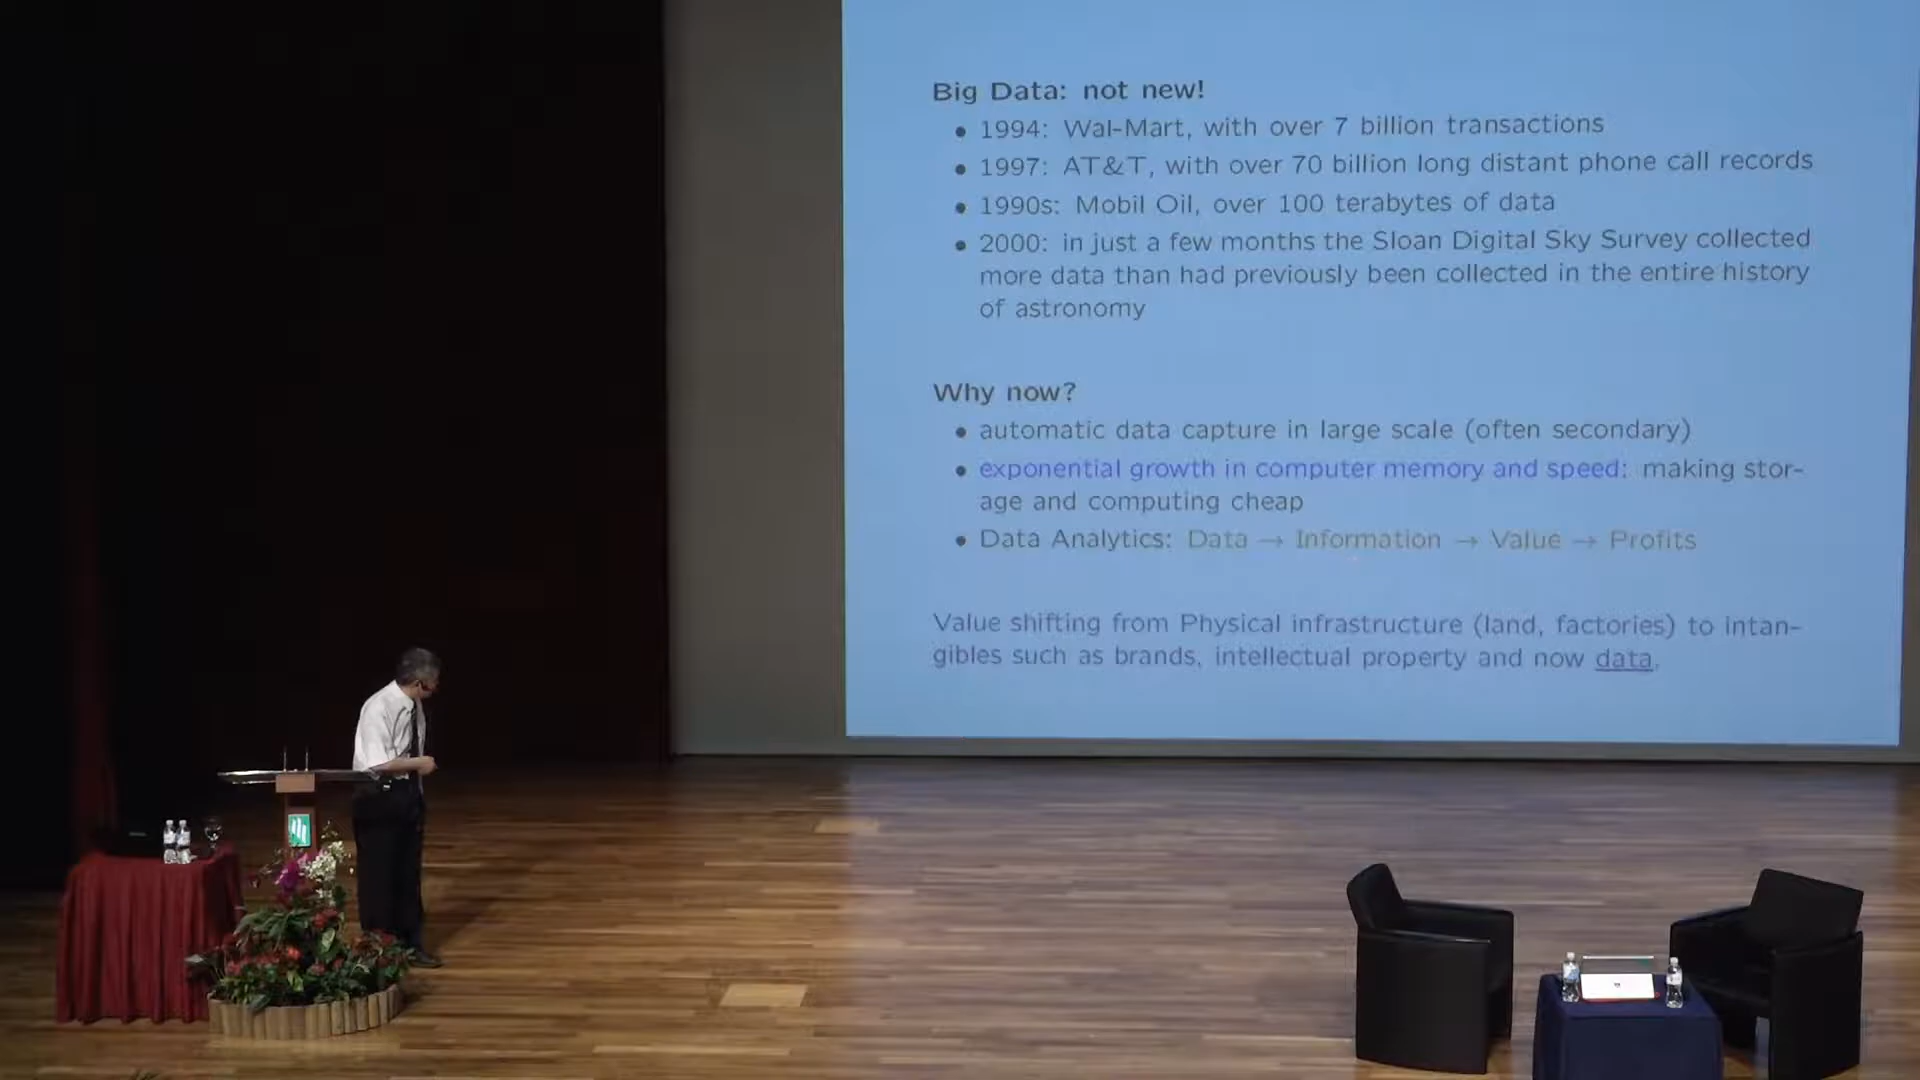 Big Data: not new!
• 1994: Wal-Mart, with over 7 billion transactions
• 1997: AT&T, with over 70 billion long distant phone call records
• 1990s: Mobil Oil, over 100 terabytes of data
• 2000: in just a few months the Sloan Digital Sky Survey collected
more data than had previously been collected in the entire history
of astronomy
Why now?
• automatic data capture in large scale (often secondary)
• exponential growth in computer memory and speed: making stor-
age and computing cheap
• Data Analytics: Data → Information → Value → Profits
Value shifting from Physical infrastructure (land, factories) to intan-
gibles such as brands, intellectual property and now data.